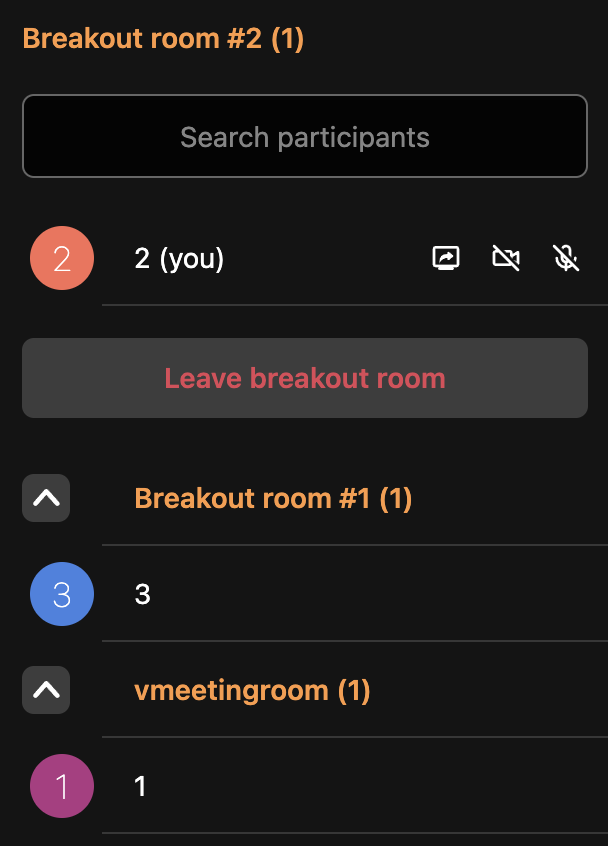 Breakout room #2 (1)
Search participants
2 2 (you)
Leave breakout room
Breakout room #1 (1)
3 3
vmeetingroom (1)
1 1